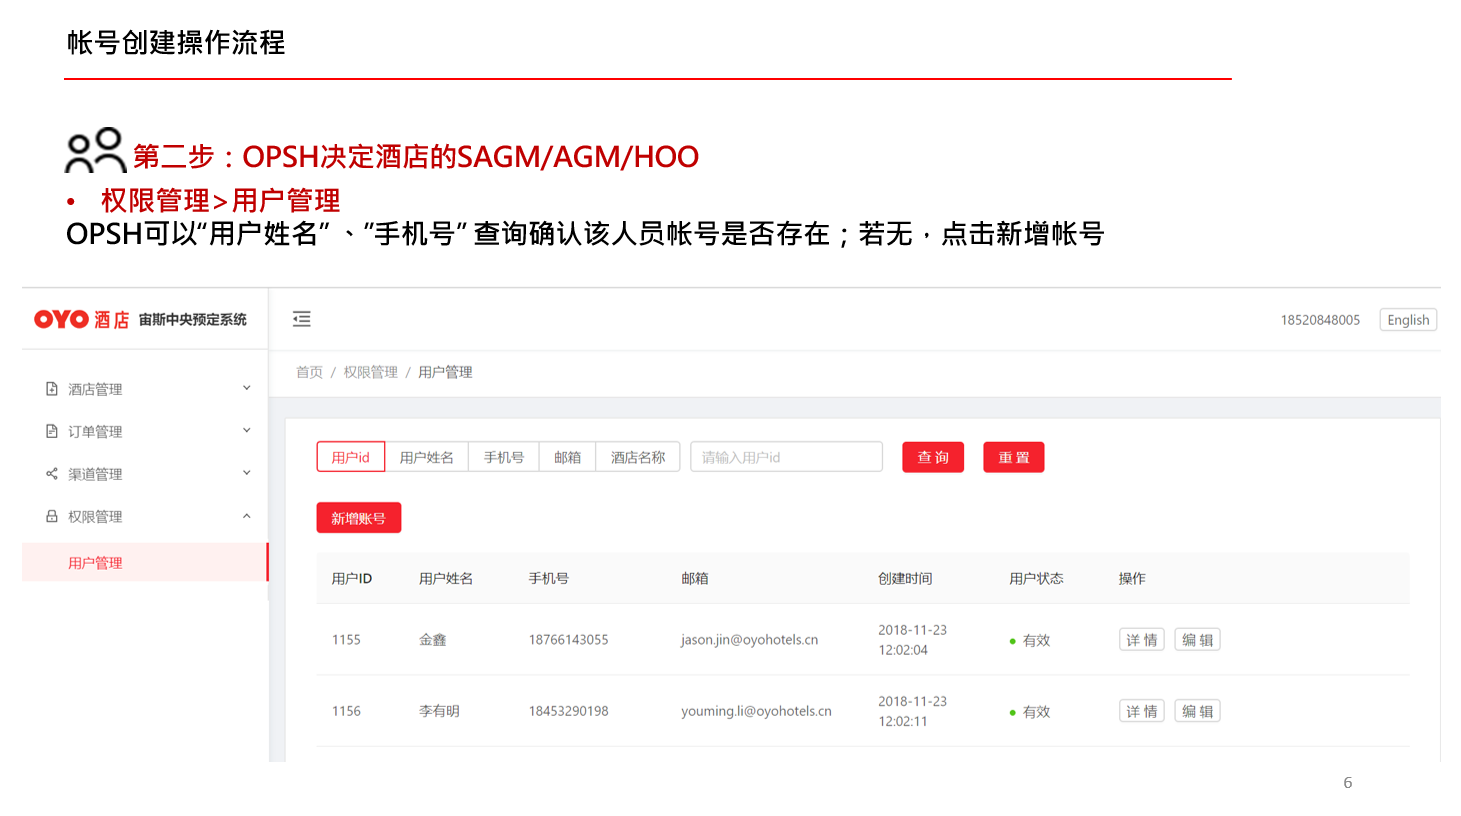 帐号创建操作流程
第二步：OPSH决定酒店的SAGM/AGM/HOO
• 权限管理>用户管理
OPSH可以“用户姓名”、”手机号” 查询确认该人员帐号是否存在；若无，点击新增帐号
OYO 酒店 宙斯中央预定系统
18520848005 English
首页 / 权限管理 / 用户管理
酒店管理
订单管理
渠道管理
权限管理
用户管理
用户id 用户姓名 手机号 邮箱 酒店名称 请输入用户id 查询 重置
新增账号
用户ID 用户姓名 手机号 邮箱 创建时间 用户状态 操作
1155 金鑫 18766143055 jason.jin@oyohotels.cn 2018-11-23 12:02:04 有效 详情 编辑
1156 李有明 18453290198 youming.li@oyohotels.cn 2018-11-23 12:02:11 有效 详情 编辑
6